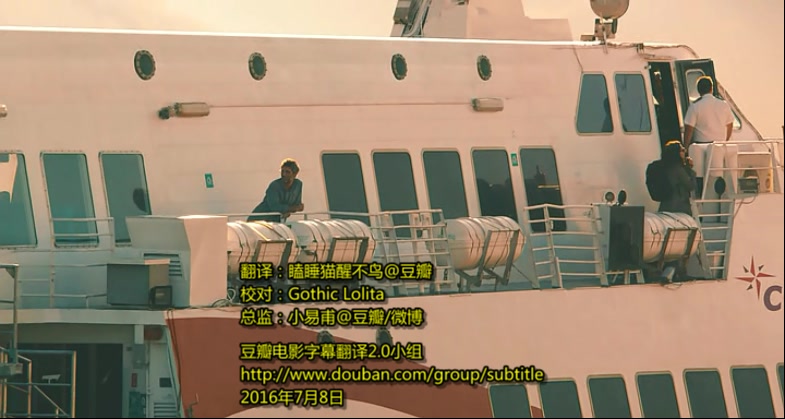 翻译：瞌睡猫醒不鸟@豆瓣
校对：Gothic Lolita
总监：小易甫@豆瓣/微博
豆瓣电影字幕翻译2.0小组
http://www.douban.com/group/subtitle
2016年7月8日
C